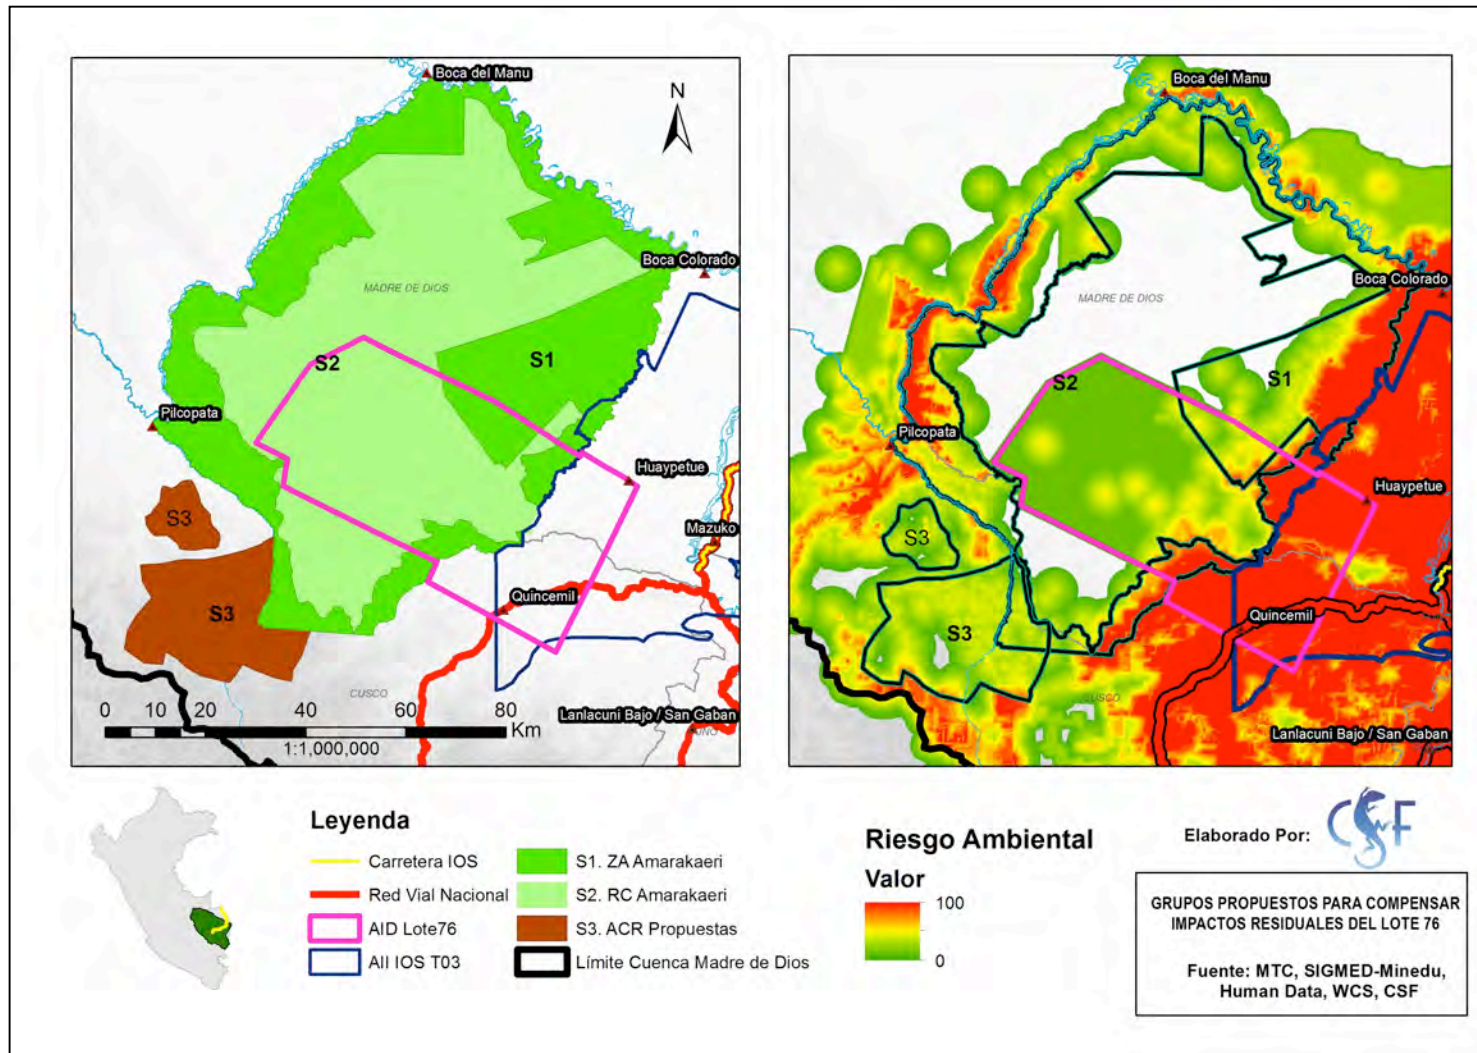 Boca del Manu
N
Boca Colorado
MADRE DE DIOS
S1
S2
Pilcopata
Huaypetue
S3
Mazuko
Quincemil
S3
CUSCO
0 10 20 40 60 80
Km
1:1,000,000
Lanlacuni Bajo / San Gaban
Boca del Manu
Boca Colorado
MADRE DE DIOS
S1
S2
Pilcopata
Huaypetue
S3
Quincemil
S3
CUSCO
Lanlacuni Bajo / San Gaban
Leyenda
Carretera IOS
Red Vial Nacional
AID Lote76
AII IOS T03
S1. ZA Amarakaeri
S2. RC Amarakaeri
S3. ACR Propuestas
Límite Cuenca Madre de Dios
Riesgo Ambiental
Valor
100
0
Elaborado Por:
CSF
GRUPOS PROPUESTOS PARA COMPENSAR
IMPACTOS RESIDUALES DEL LOTE 76
Fuente: MTC, SIGMED-Minedu,
Human Data, WCS, CSF